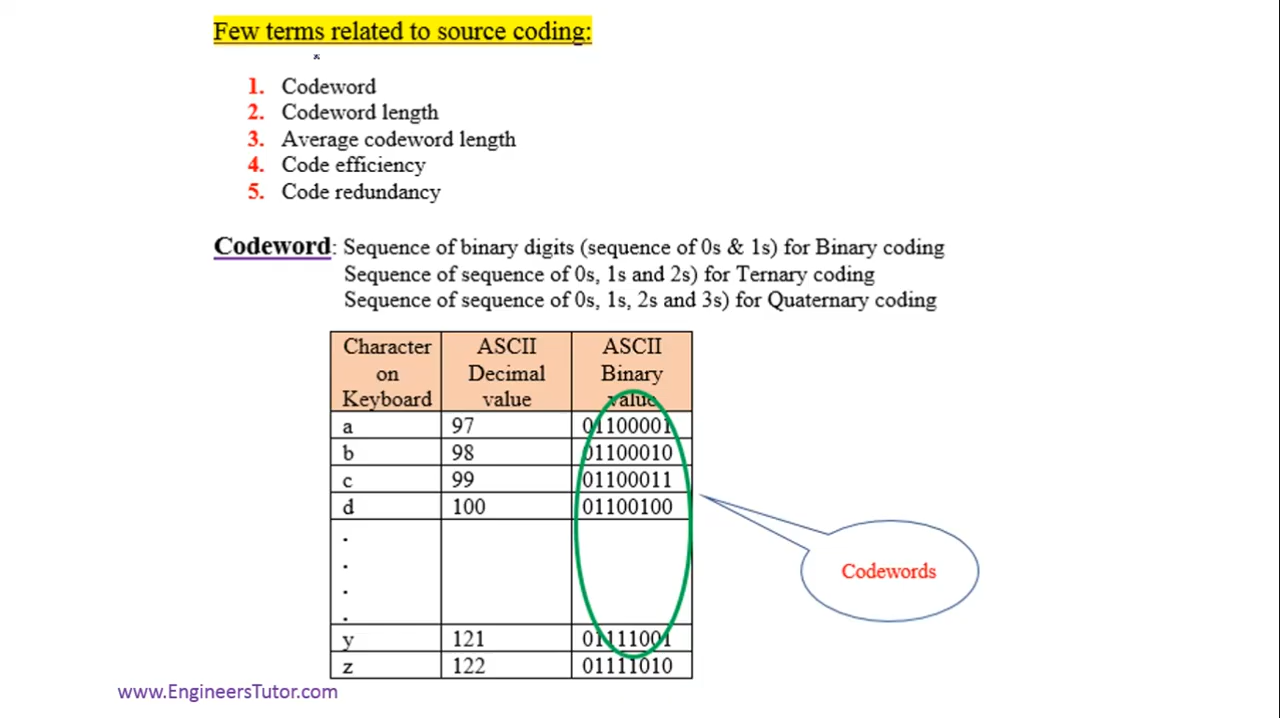 Few terms related to source coding:
1. Codeword
2. Codeword length
3. Average codeword length
4. Code efficiency
5. Code redundancy
Codeword: Sequence of binary digits (sequence of 0s & 1s) for Binary coding
Sequence of sequence of 0s, 1s and 2s) for Ternary coding
Sequence of sequence of 0s, 1s, 2s and 3s) for Quaternary coding
Character ASCII ASCII
on Decimal Binary
Keyboard value value
a 97 01100001
b 98 01100010
c 99 01100011
d 100 01100100
.
.
.
.
y 121 01111001
z 122 01111010
Codewords
www.EngineersTutor.com